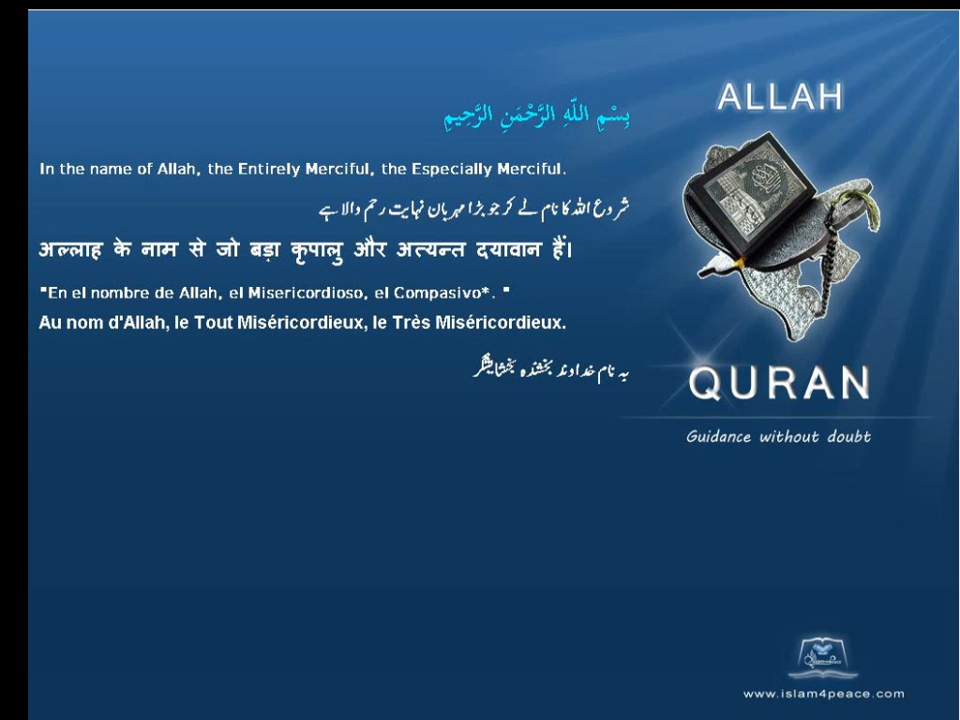 بِسْمِ اللّهِ الرَّحْمَنِ الرَّحِيمِ
In the name of Allah, the Entirely Merciful, the Especially Merciful.
شروع الله کا نام لے کر جو بڑا مہربان نہایت رحم والا ہے
अल्लाह के नाम से जो बड़ा कृपालु और अत्यन्त दयावान हैं।
"En el nombre de Allah, el Misericordioso, el Compasivo*. "
Au nom d'Allah, le Tout Miséricordieux, le Très Miséricordieux.
به نام خداوند بخشنده بخشایشگر
ALLAH
QURAN
Guidance without doubt
www.islam4peace.com